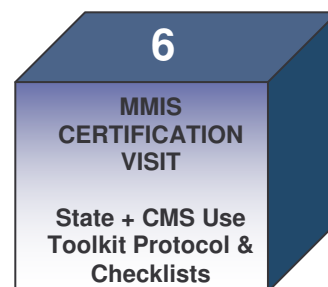 6
MMIS
CERTIFICATION
VISIT
State + CMS Use
Toolkit Protocol &
Checklists